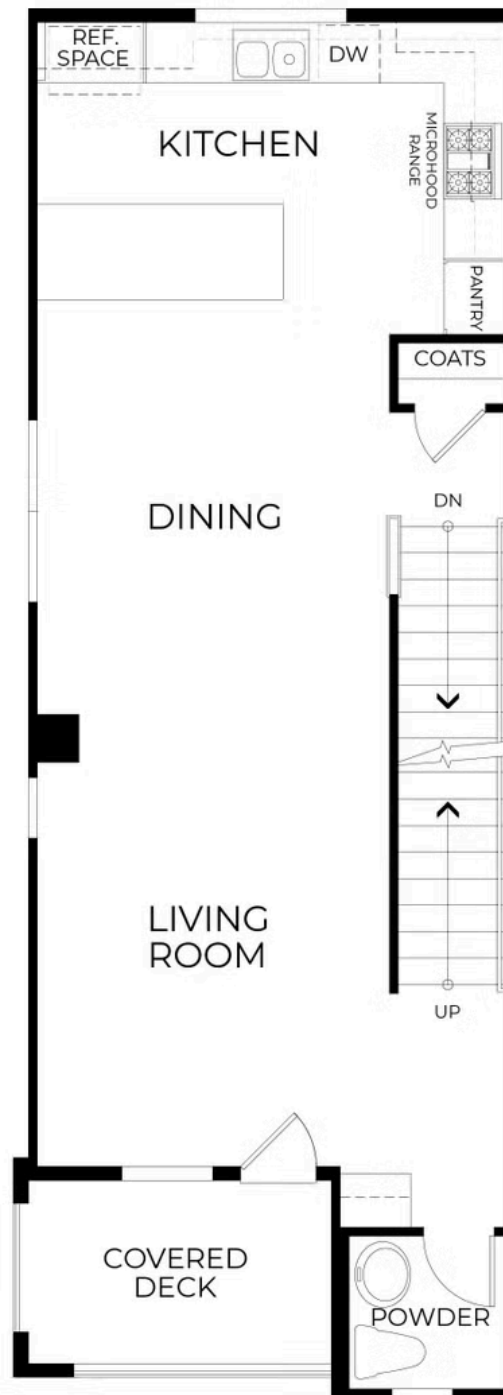 REF.
SPACE
DW
KITCHEN
MICROHOOD
RANGE
PANTRY
COATS
DN
DINING
LIVING
ROOM
UP
COVERED
DECK
POWDER